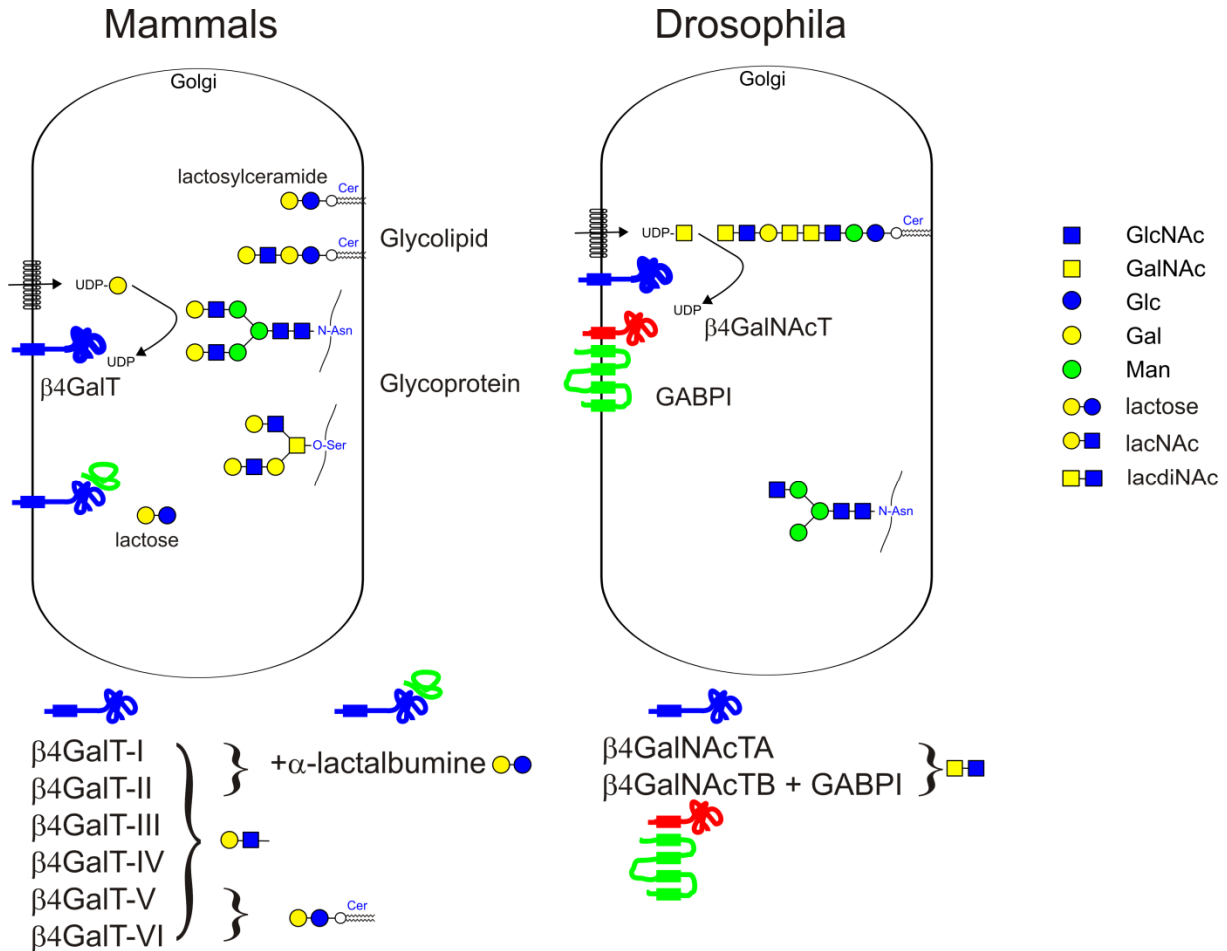 Mammals
Drosophila
Golgi
Golgi
lactosylceramide
Cer
Glycolipid
Cer
UDP-
N-Asn
UDP
β4GalT
Glycoprotein
O-Ser
lactose
UDP-
Cer
UDP
β4GalNAcT
GABPI
N-Asn
GlcNAc
GalNAc
Glc
Gal
Man
lactose
lacNAc
lacdiNAc
β4GalT-I
β4GalT-II
β4GalT-III
β4GalT-IV
β4GalT-V
β4GalT-VI
+α-lactalbumine
Cer
β4GalNAcTA
β4GalNAcTB + GABPI